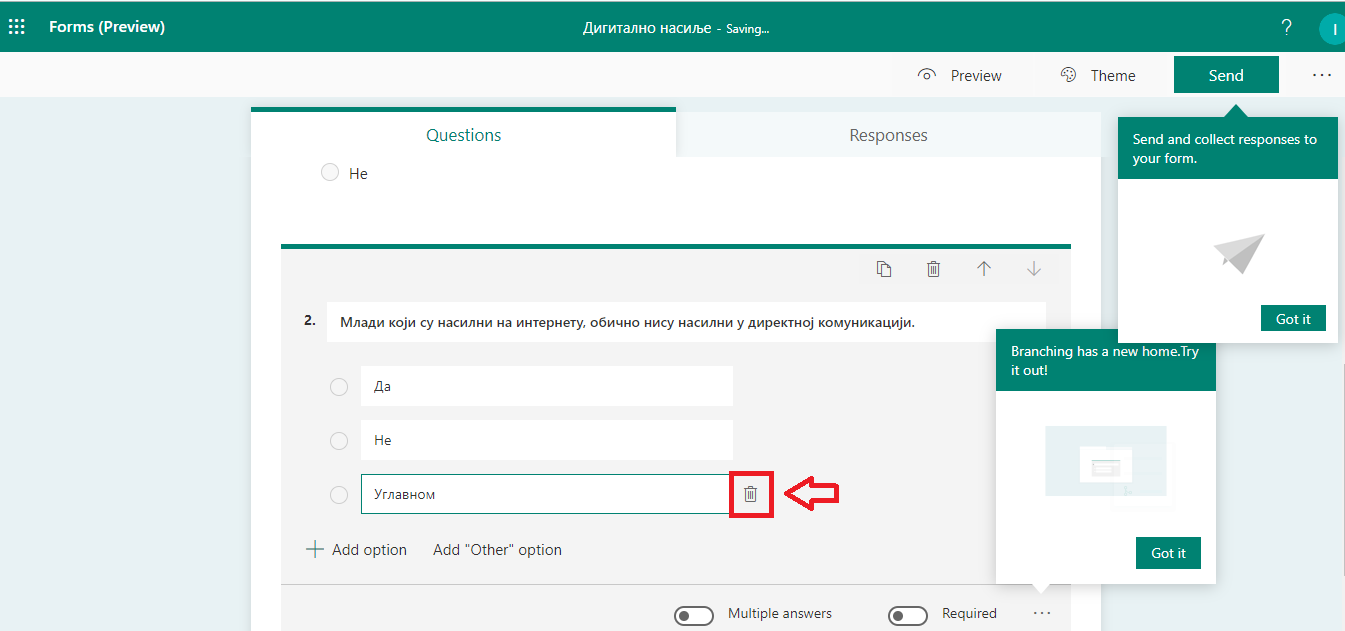 Forms (Preview)
Дигитално насиље - Saving...
?
I
Preview
Theme
Send
...
Questions
Responses
Send and collect responses to
your form.
Got it
Не
2.
Млади који су насилни на интернету, обично нису насилни у директној комуникацији.
Branching has a new home.Try
it out!
Got it
Да
Не
Углавном
Add option
Add "Other" option
Multiple answers
Required
...